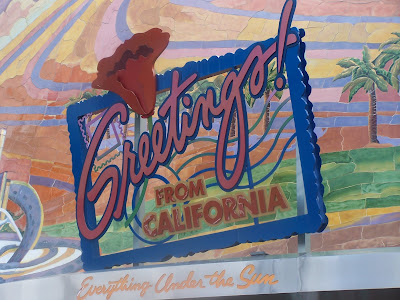 Greetings!
FROM
CALIFORNIA
Everything Under the Sun